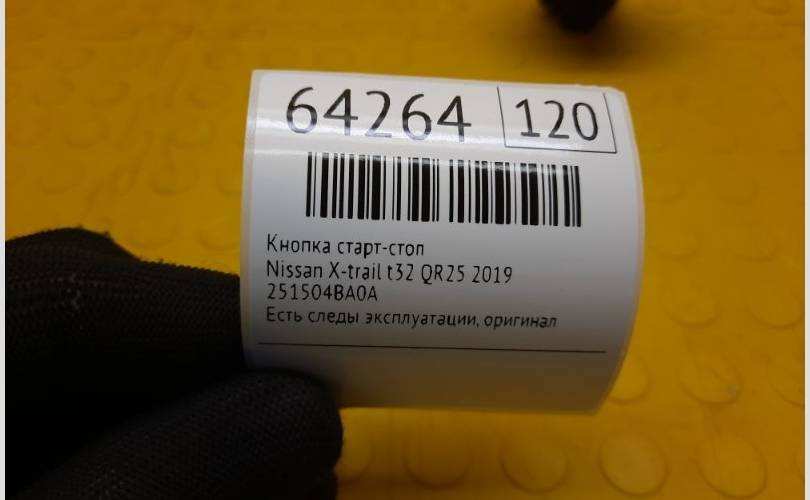 64264 120
Кнопка старт-стоп
Nissan X-trail t32 QR25 2019
251504BA0A
Есть следы эксплуатации, оригинал